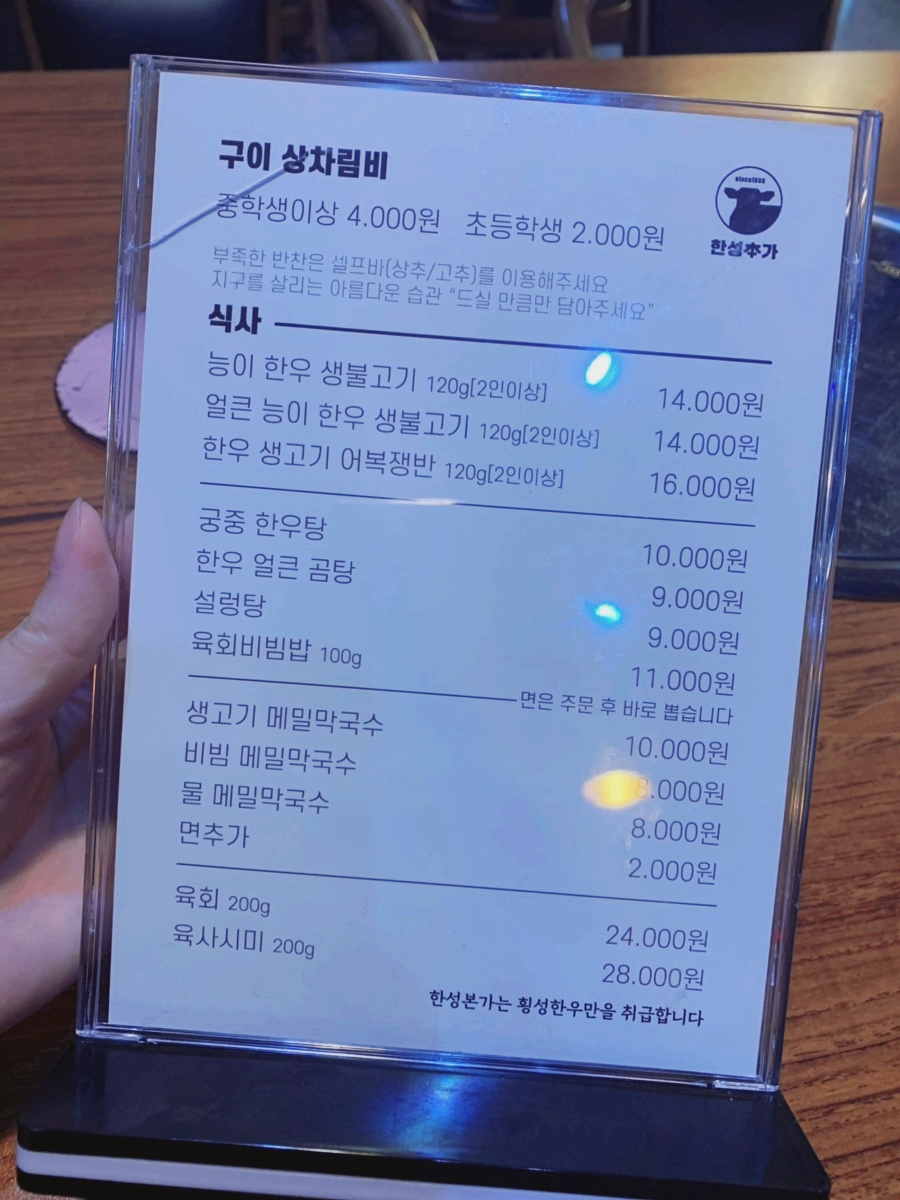 구이 상차림비
중학생이상 4.000원 초등학생 2.000원
since1888
한성축가
부족한 반찬은 셀프바(상추/고추)를 이용해주세요
지구를 살리는 아름다운 습관 “드실 만큼만 담아주세요”
식사
능이 한우 생불고기 120g[2인이상] 14.000원
얼큰 능이 한우 생불고기 120g[2인이상] 14.000원
한우 생고기 어복쟁반 120g[2인이상] 16.000원
궁중 한우탕 10.000원
한우 얼큰 곰탕 9.000원
설렁탕 9.000원
육회비빔밥 100g 11.000원
면은 주문 후 바로 뽑습니다
생고기 메밀막국수 10.000원
비빔 메밀막국수 8.000원
물 메밀막국수 8.000원
면추가 2.000원
육회 200g 24.000원
육사시미 200g 28.000원
한성본가는 횡성한우만을 취급합니다